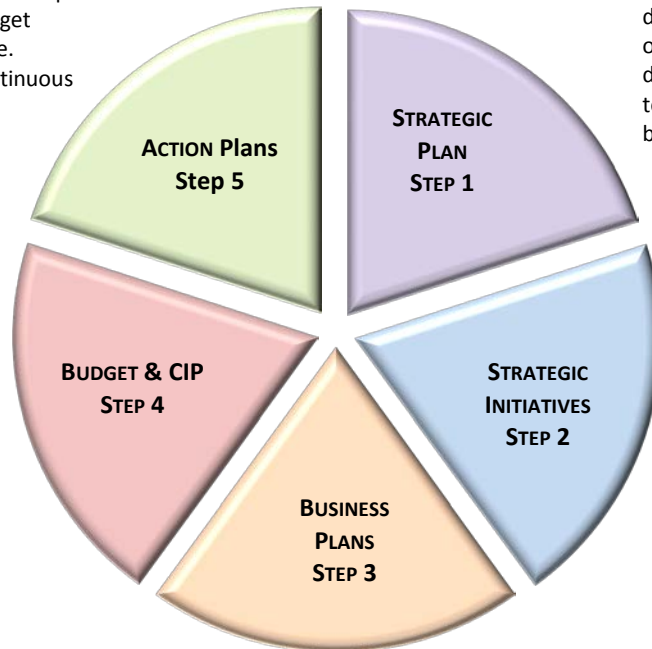 get
e.
tinuous
STRATEGIC
PLAN
STEP 1
STRATEGIC
INITIATIVES
STEP 2
BUSINESS
PLANS
STEP 3
BUDGET & CIP
STEP 4
ACTION Plans
Step 5
d
o
d
t
b